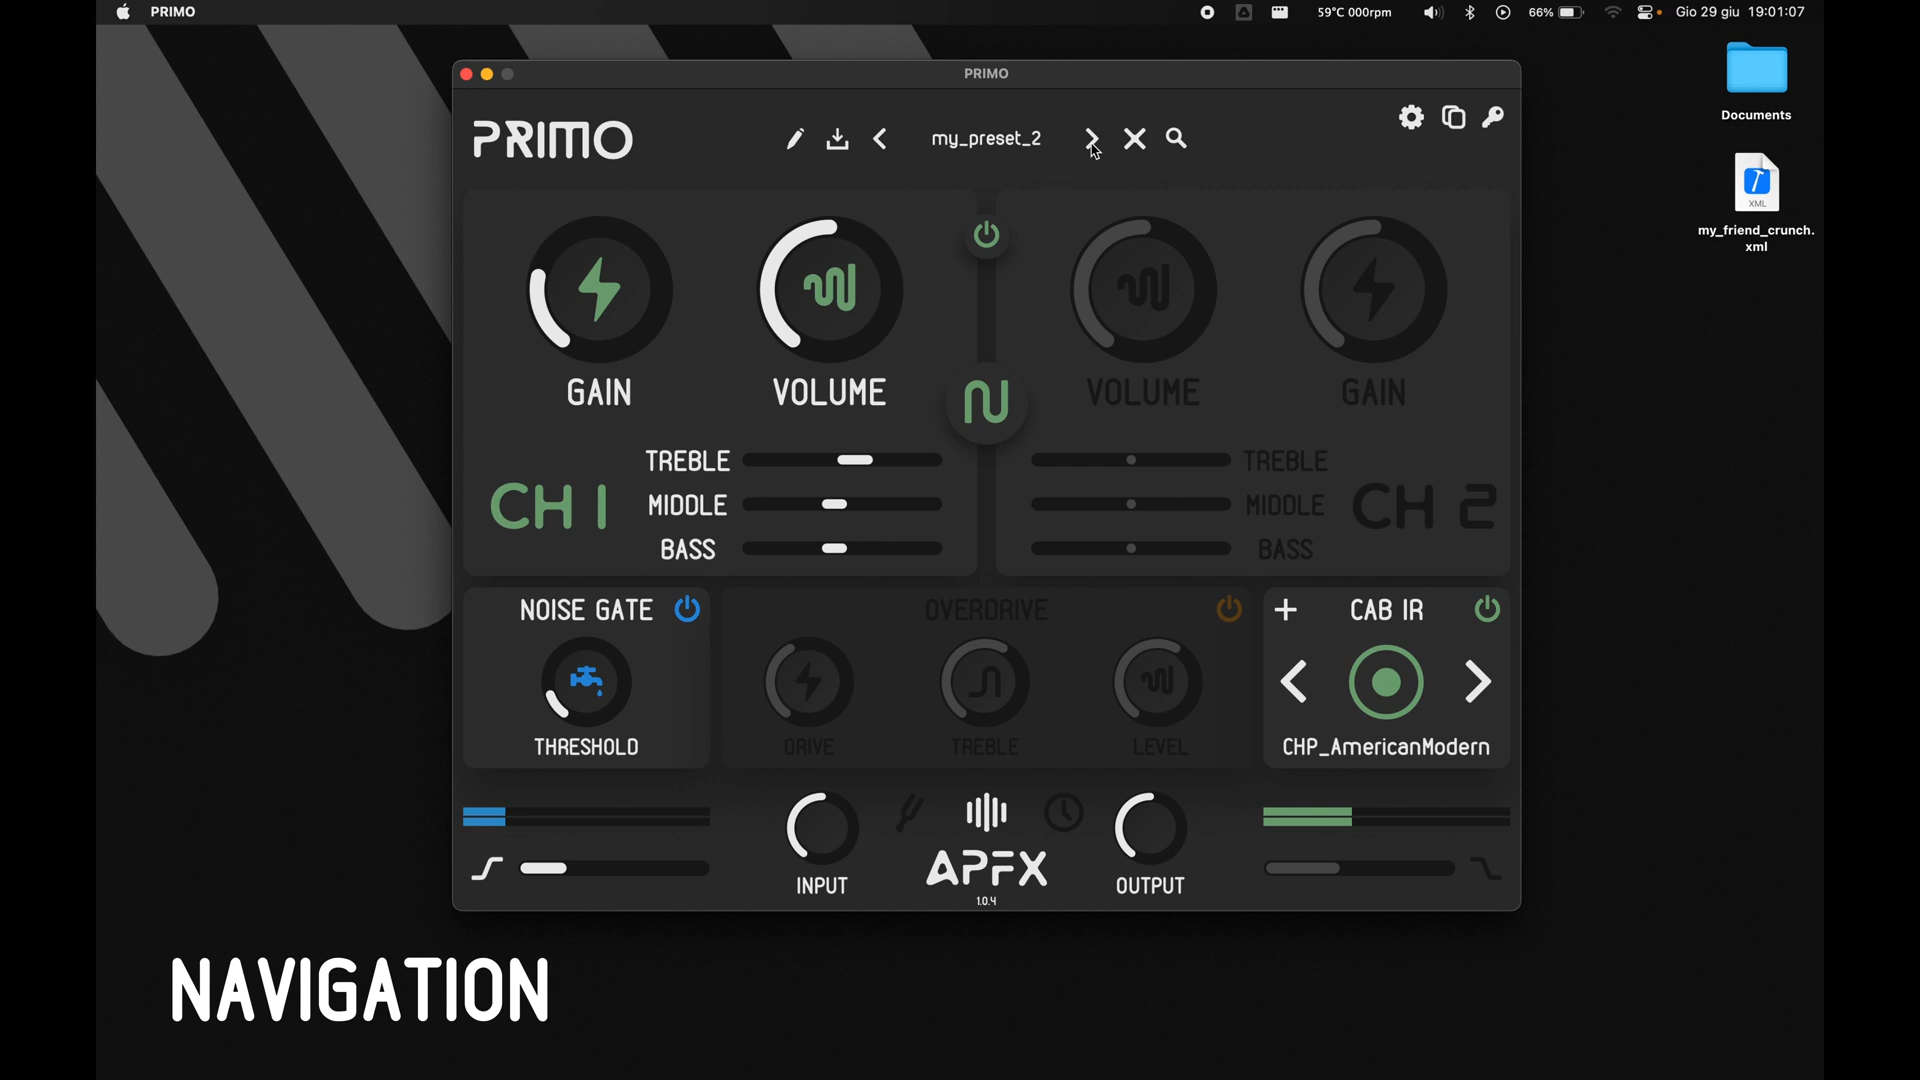 PRIMO
59°C 000rpm
66%
Gio 29 giu 19:01:07
PRIMO
Documents
PRIMO
my_preset_2
XML
my_friend_crunch.
xml
GAIN
VOLUME
VOLUME
GAIN
TREBLE
TREBLE
CH 1
MIDDLE
MIDDLE
CH 2
BASS
BASS
NOISE GATE
OVERDRIVE
CAB IR
THRESHOLD
DRIVE
TREBLE
LEVEL
CHP_AmericanModern
INPUT
APFX
OUTPUT
1.0.4
NAVIGATION